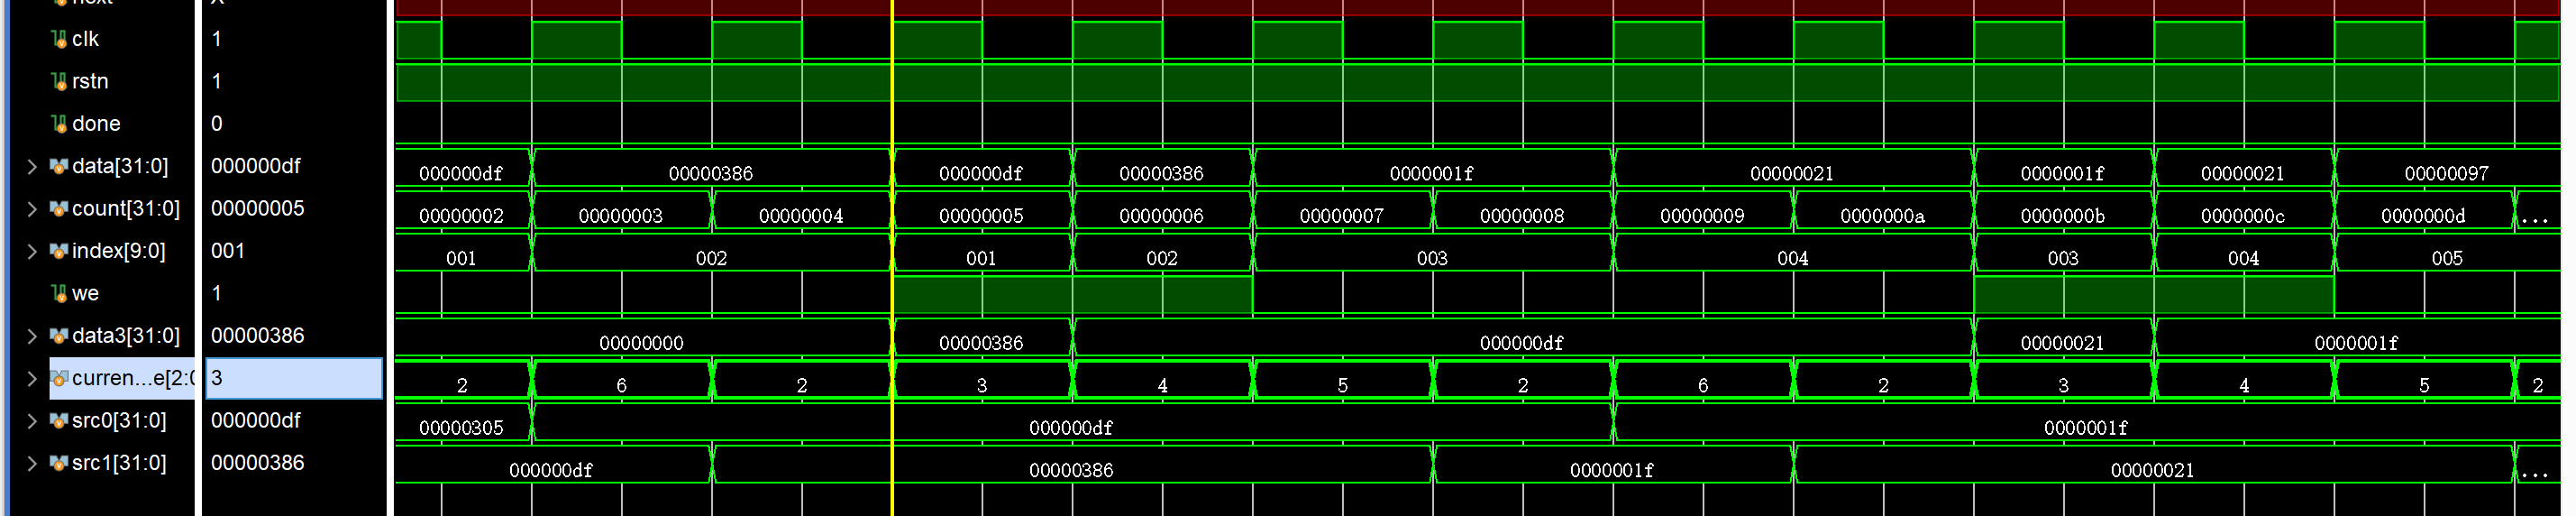 clk 1
rstn 1
done 0
data[31:0] 000000df 000000df 00000386 000000df 00000386 0000001f 00000021 0000001f 00000021 00000097
count[31:0] 00000005 00000002 00000003 00000004 00000005 00000006 00000007 00000008 00000009 0000000a 0000000b 0000000c 0000000d ...
index[9:0] 001 001 002 001 002 003 004 003 004 005
we 1
data3[31:0] 00000386 00000000 00000386 000000df 00000021 0000001f
curren...e[2:0 3 2 6 2 3 4 5 2 6 2 3 4 5 2
src0[31:0] 000000df 00000305 000000df 0000001f
src1[31:0] 00000386 000000df 00000386 0000001f 00000021 ...